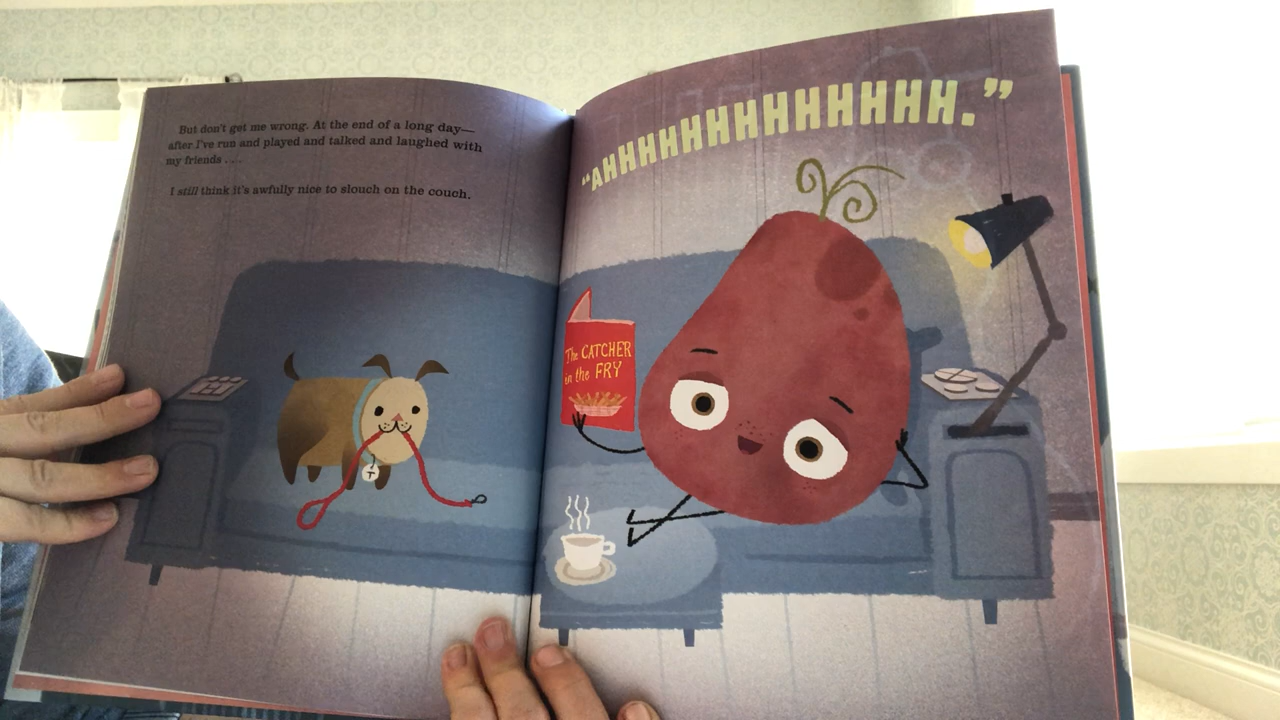 But don't get me wrong. At the end of a long day—
after I've run and played and talked and laughed with
my friends . . .
I still think it's awfully nice to slouch on the couch.
T
“AHHHHHHHHHHHHH.”
The CATCHER
in the FRY